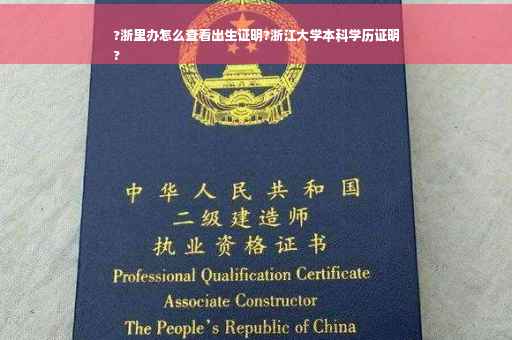 ?浙里办怎么查看出生证明?浙江大学本科学历证明
?
中华人民共和国
二级建造师
执业资格证书
Professional Qualification Certificate
Associate Constructor
The People's Republic of China